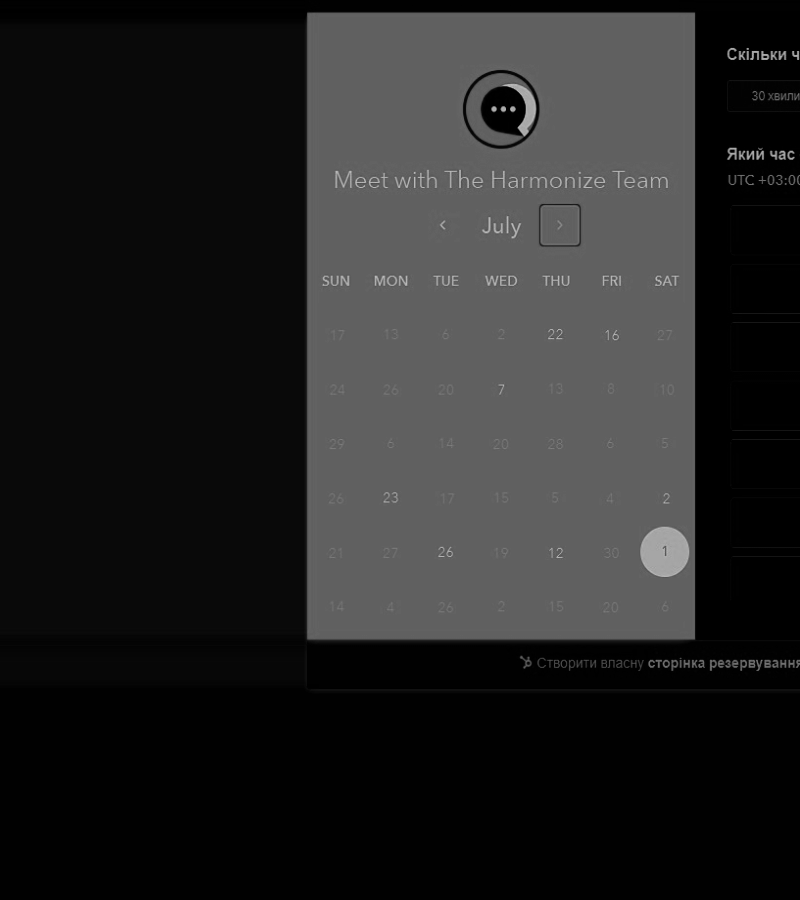 Meet with The Harmonize Team
July
SUN MON TUE WED THU FRI SAT
17 13 6 2 22 16 27
24 26 20 7 13 8 10
29 6 14 20 28 6 5
26 23 17 15 5 4 2
21 27 26 19 12 30 1
14 4 26 2 15 20 6
Скільки ч
30 хвили
Який час
UTC +03:00
Створити власну сторінка резервування